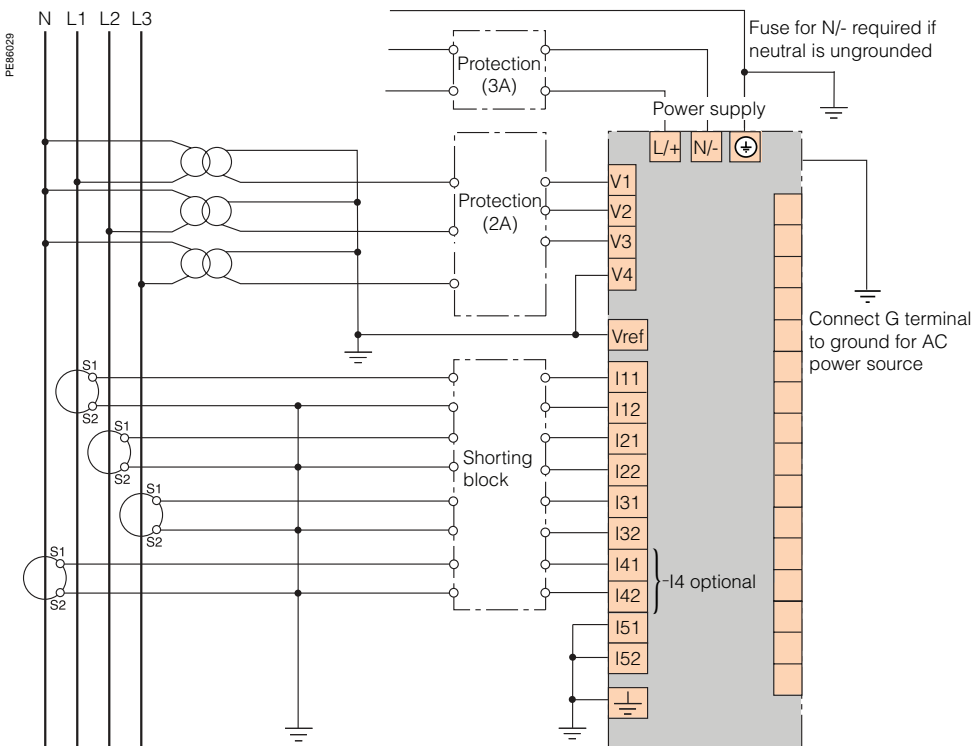 N L1 L2 L3
PE86029
Fuse for N/- required if
neutral is ungrounded
Protection
(3A)
Power supply
L/+ N/-
Protection
(2A)
V1
V2
V3
V4
Vref
Connect G terminal
to ground for AC
power source
S1
S2
S1
S2
S1
S2
S1
S2
Shorting
block
I11
I12
I21
I22
I31
I32
I41
I42
I4 optional
I51
I52